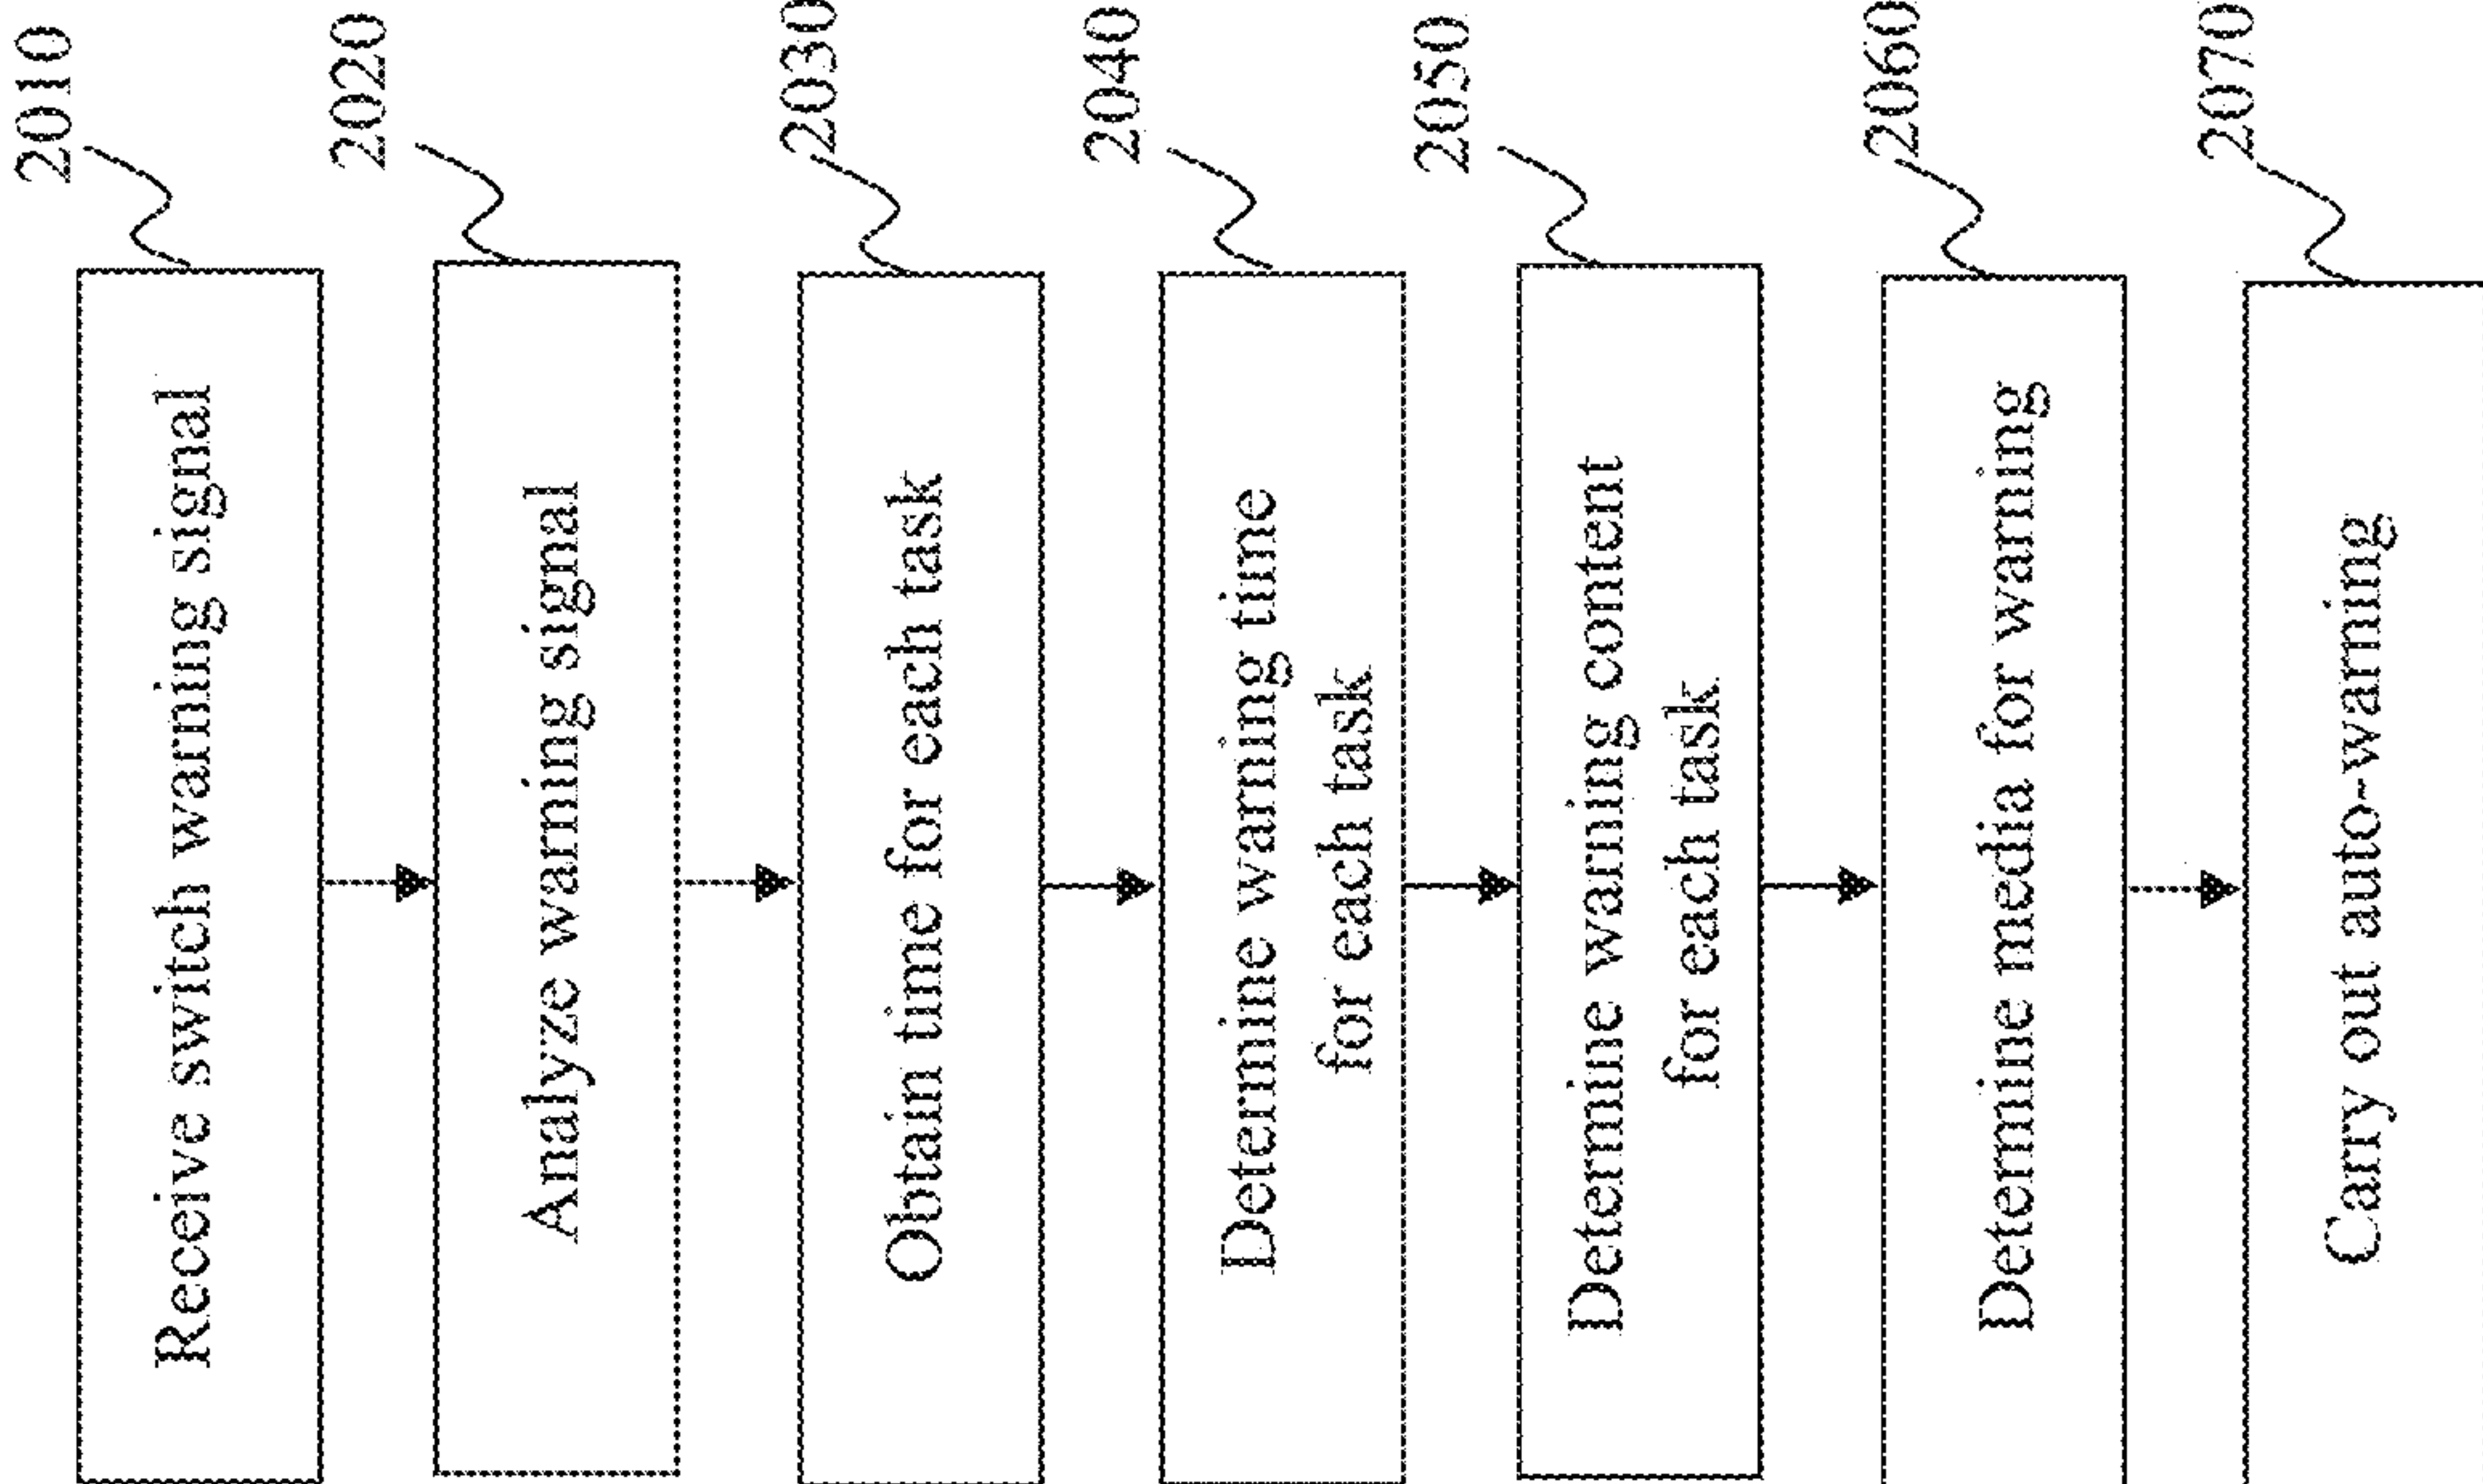 2010
Receive switch warning signal
2020
Analyze warning signal
2030
Obtain time for each task
2040
Determine warning time
for each task
2050
Determine warning content
for each task
2060
Determine media for warning
2070
Carry out auto-warning